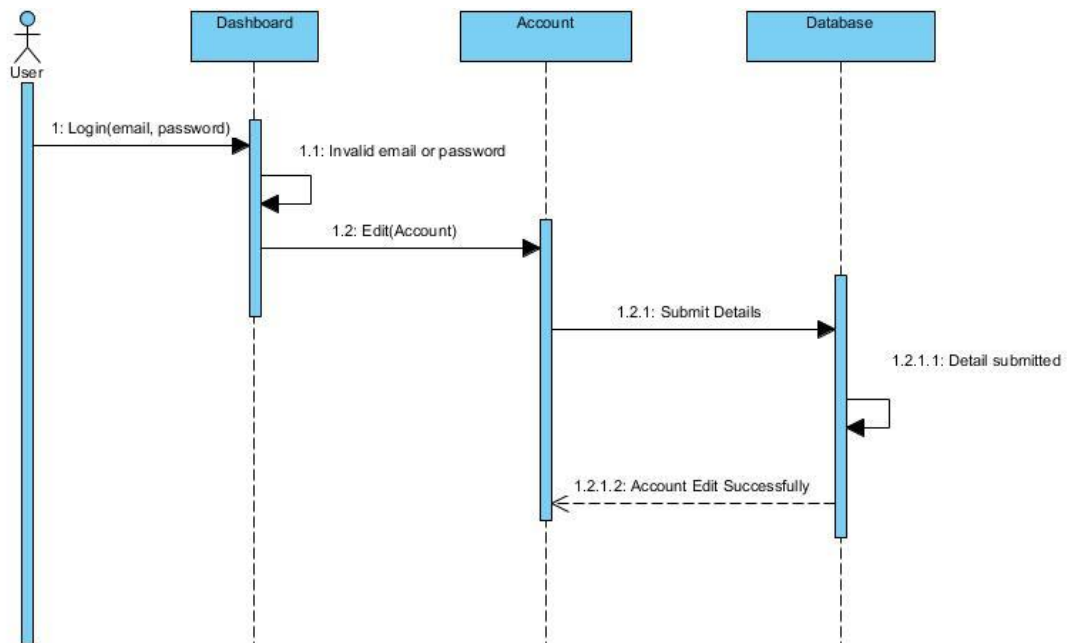 Dashboard
Account
Database
User
1: Login(email, password)
1.1: Invalid email or password
1.2: Edit(Account)
1.2.1: Submit Details
1.2.1.1: Detail submitted
1.2.1.2: Account Edit Successfully